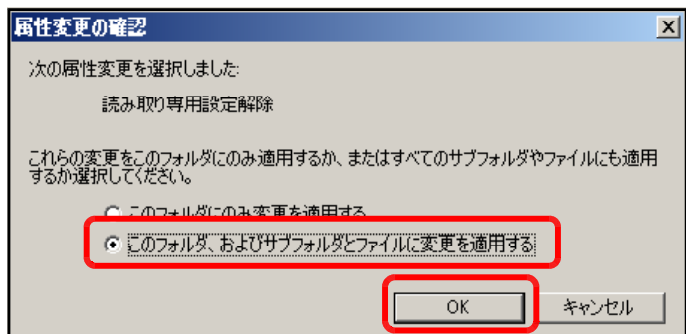 属性変更の確認
次の属性変更を選択しました:
読み取り専用設定解除
これらの変更をこのフォルダにのみ適用するか、またはすべてのサブフォルダやファイルにも適用
するか選択してください。
このフォルダにのみ変更を適用する
このフォルダ、およびサブフォルダとファイルに変更を適用する
OK
キャンセル